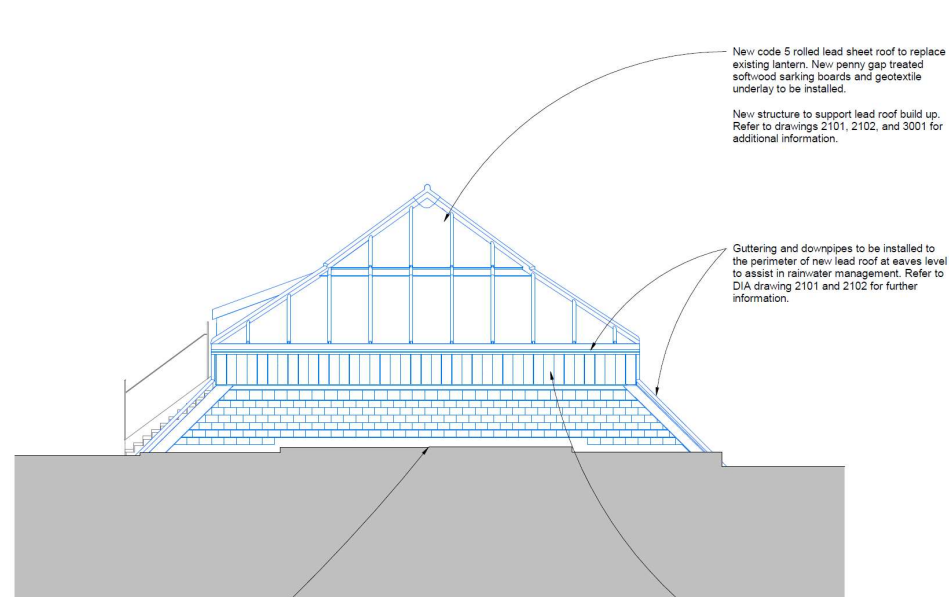 New code 5 rolled lead sheet roof to replace
existing lantern. New penny gap treated
softwood sarking boards and geotextile
underlay to be installed.
New structure to support lead roof build up.
Refer to drawings 2101, 2102, and 3001 for
additional information.
Guttering and downpipes to be installed to
the perimeter of new lead roof at eaves level
to assist in rainwater management. Refer to
DIA drawing 2101 and 2102 for further
information.